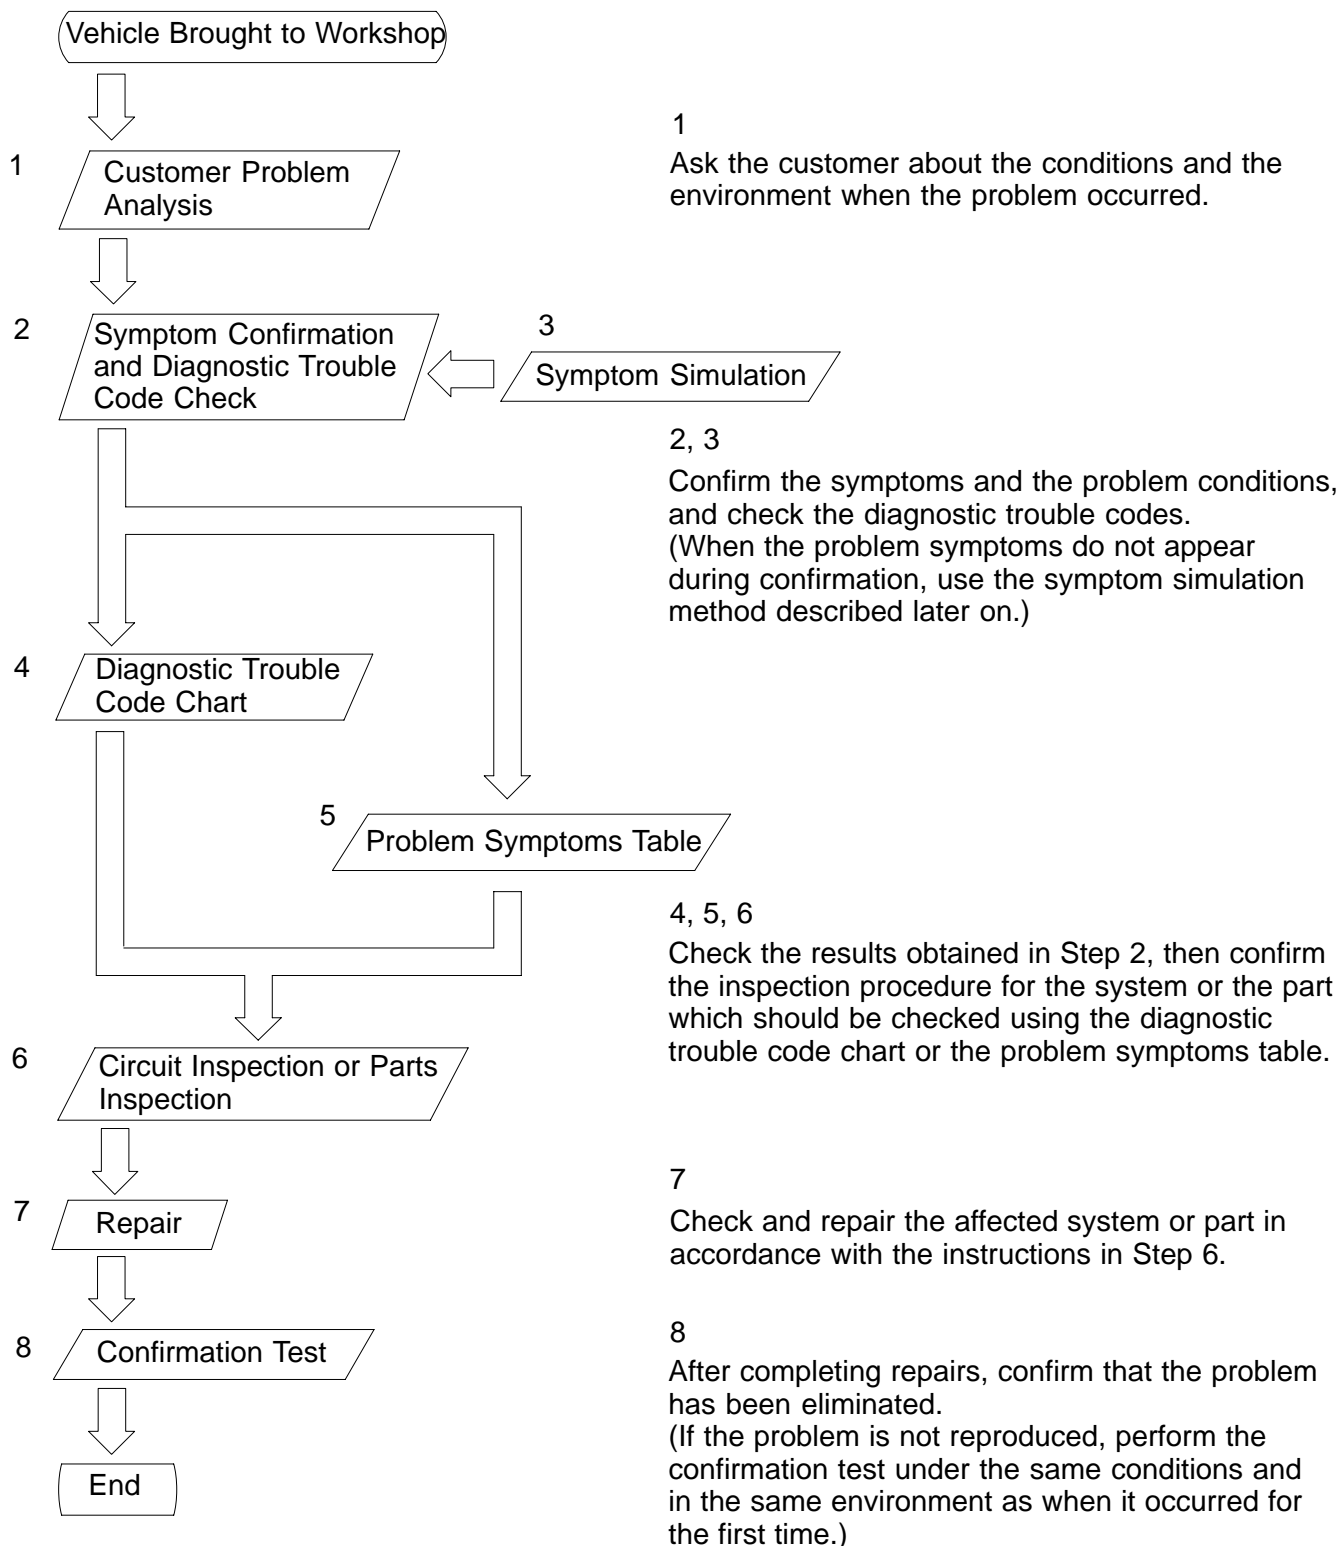 Vehicle Brought to Workshop
1
Customer Problem
Analysis
1
Ask the customer about the conditions and the
environment when the problem occurred.
2
Symptom Confirmation
and Diagnostic Trouble
Code Check
3
Symptom Simulation
2, 3
Confirm the symptoms and the problem conditions,
and check the diagnostic trouble codes.
(When the problem symptoms do not appear
during confirmation, use the symptom simulation
method described later on.)
4
Diagnostic Trouble
Code Chart
5
Problem Symptoms Table
4, 5, 6
Check the results obtained in Step 2, then confirm
the inspection procedure for the system or the part
which should be checked using the diagnostic
trouble code chart or the problem symptoms table.
6
Circuit Inspection or Parts
Inspection
7
Repair
7
Check and repair the affected system or part in
accordance with the instructions in Step 6.
8
Confirmation Test
8
After completing repairs, confirm that the problem
has been eliminated.
(If the problem is not reproduced, perform the
confirmation test under the same conditions and
in the same environment as when it occurred for
the first time.)
End